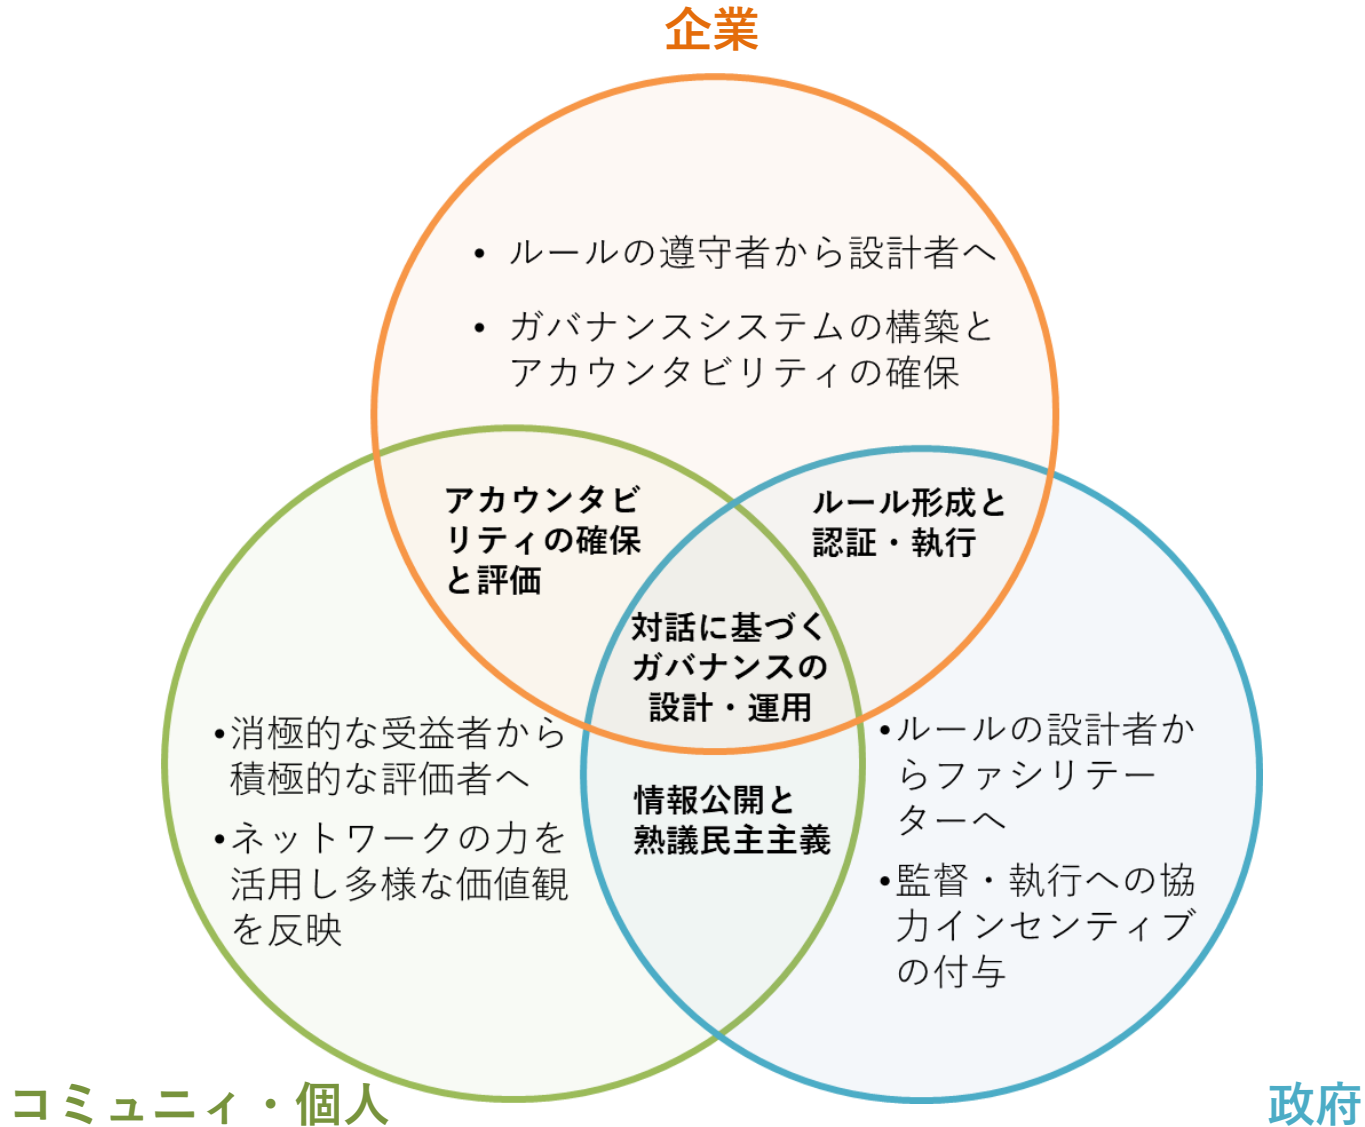 企業
• ルールの遵守者から設計者へ
• ガバナンスシステムの構築と
アカウンタビリティの確保
アカウンタビ
リティの確保
と評価
ルール形成と
認証・執行
対話に基づく
ガバナンスの
設計・運用
•消極的な受益者から
積極的な評価者へ
•ネットワークの力を
活用し多様な価値観
を反映
情報公開と
熟議民主主義
•ルールの設計者か
らファシリテー
ターへ
•監督・執行への協
力インセンティブ
の付与
コミュニィ・個人
政府